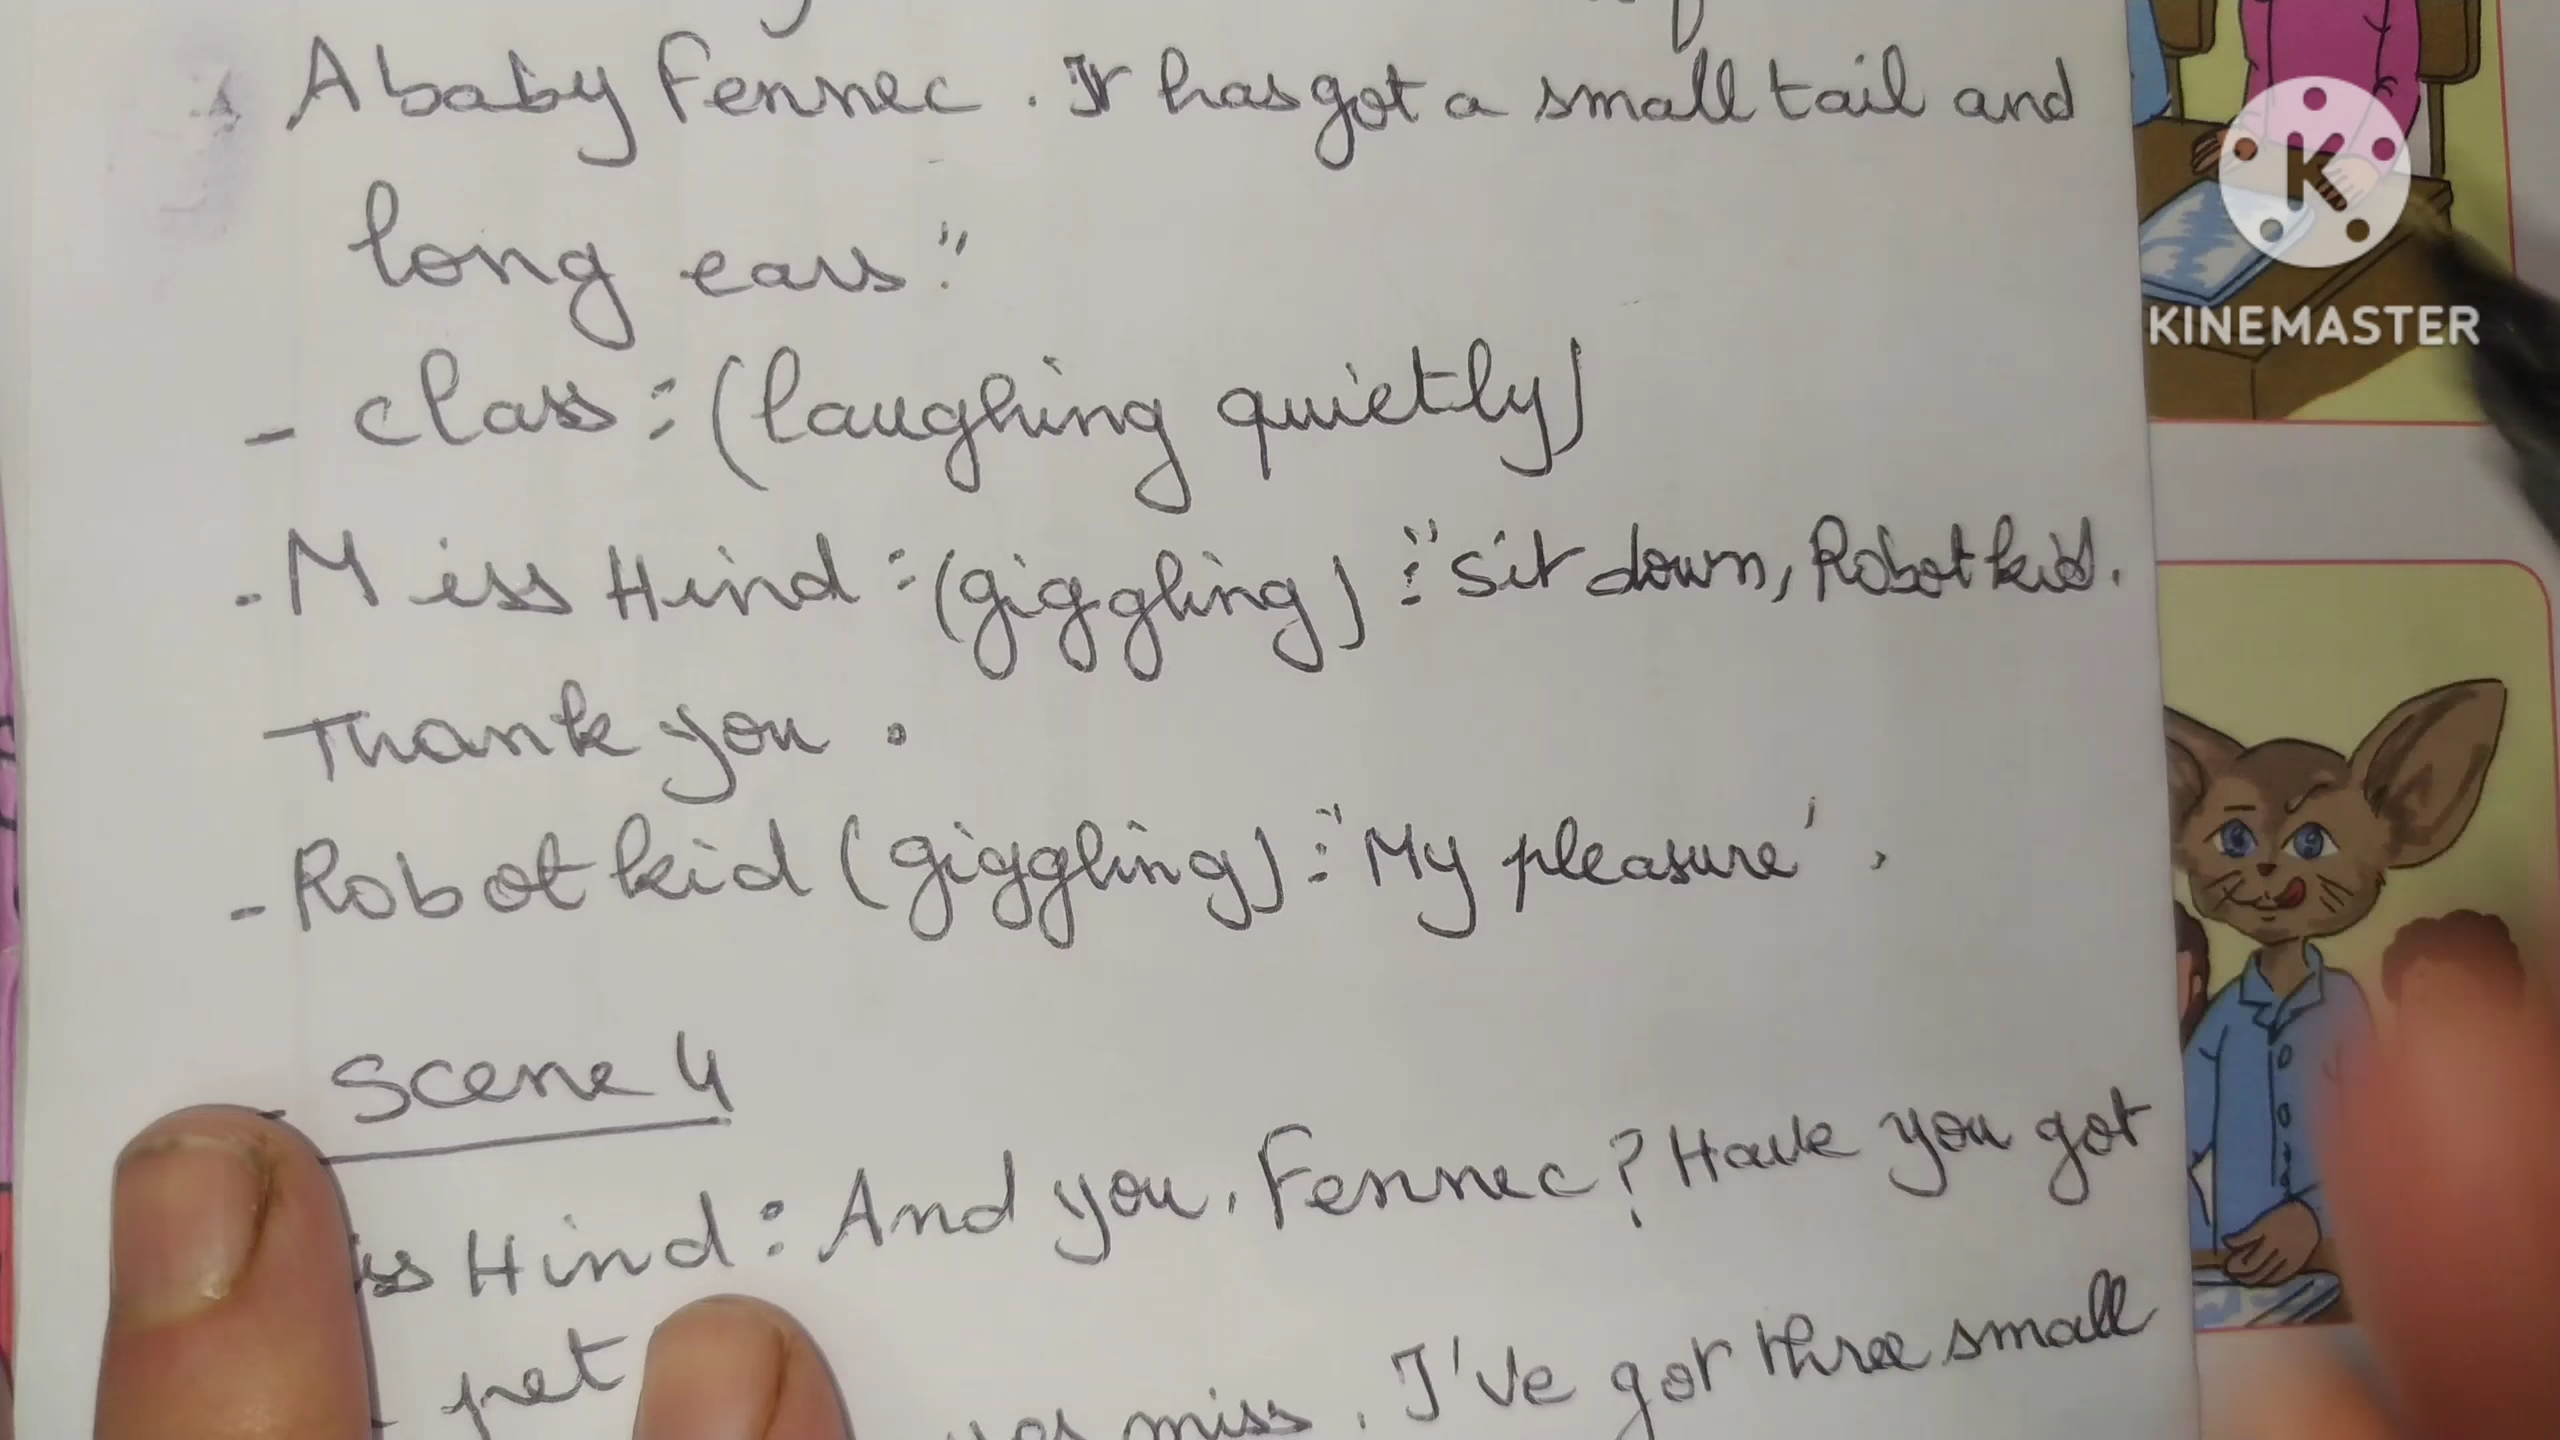 A baby Fennec. It has got a small tail and
long ears."
- class: (laughing quietly)
- Miss Hind: (giggling): "Sit down, Robot kid.
Thank you.
- Robot kid (giggling): "My pleasure'.
Scene 4
Hind: And you, Fennec? Have you got
pet
miss. I've got three small
K
KINEMASTER